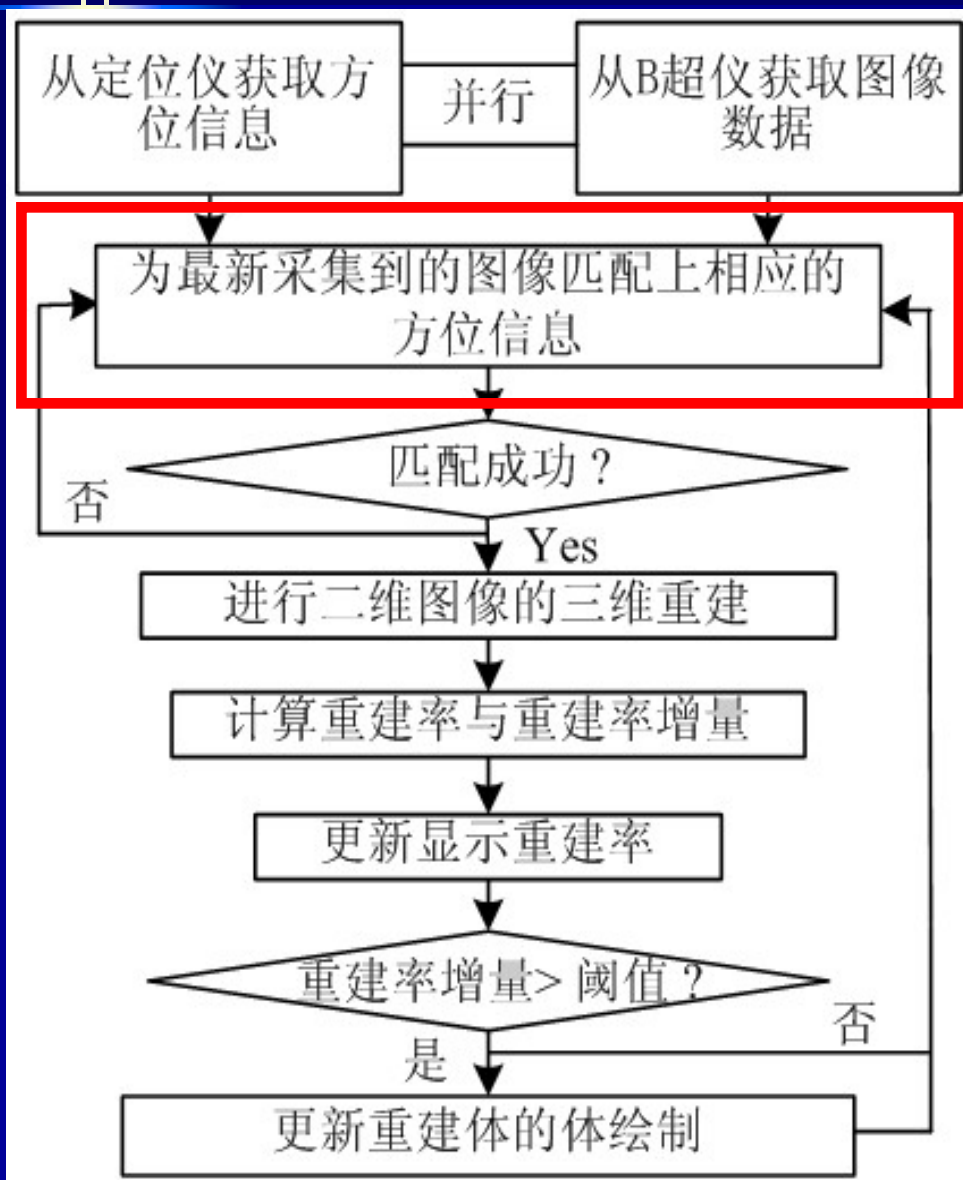 从定位仪获取方
位信息
并行
从B超仪获取图像
数据
为最新采集到的图像匹配上相应的
方位信息
匹配成功？
否
Yes
进行二维图像的三维重建
计算重建率与重建率增量
更新显示重建率
重建率增量> 阈值？
否
是
更新重建体的体绘制